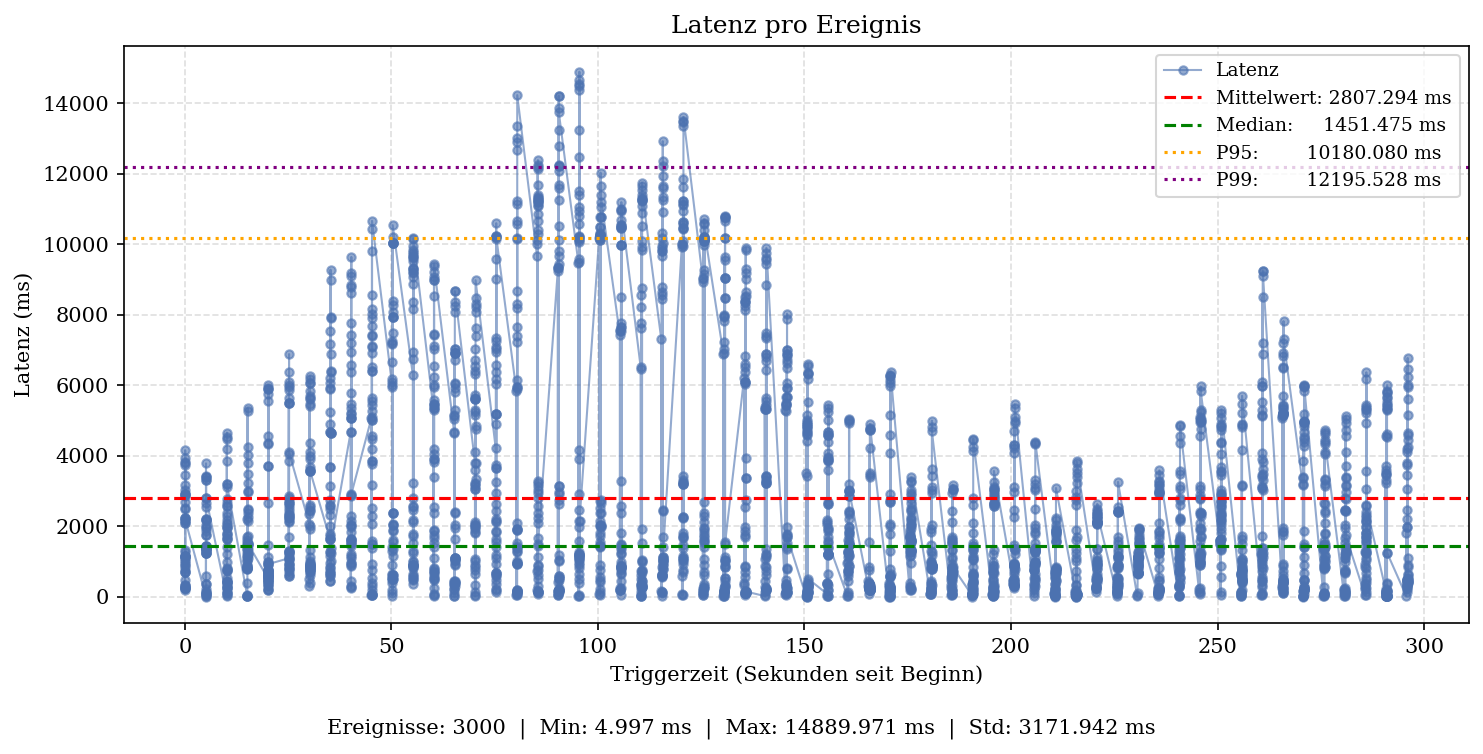 Latenz pro Ereignis
Latenz
Mittelwert: 2807.294 ms
Median: 1451.475 ms
P95: 10180.080 ms
P99: 12195.528 ms
Latenz (ms)
14000
12000
10000
8000
6000
4000
2000
0
0 50 100 150 200 250 300
Triggerzeit (Sekunden seit Beginn)
Ereignisse: 3000 | Min: 4.997 ms | Max: 14889.971 ms | Std: 3171.942 ms